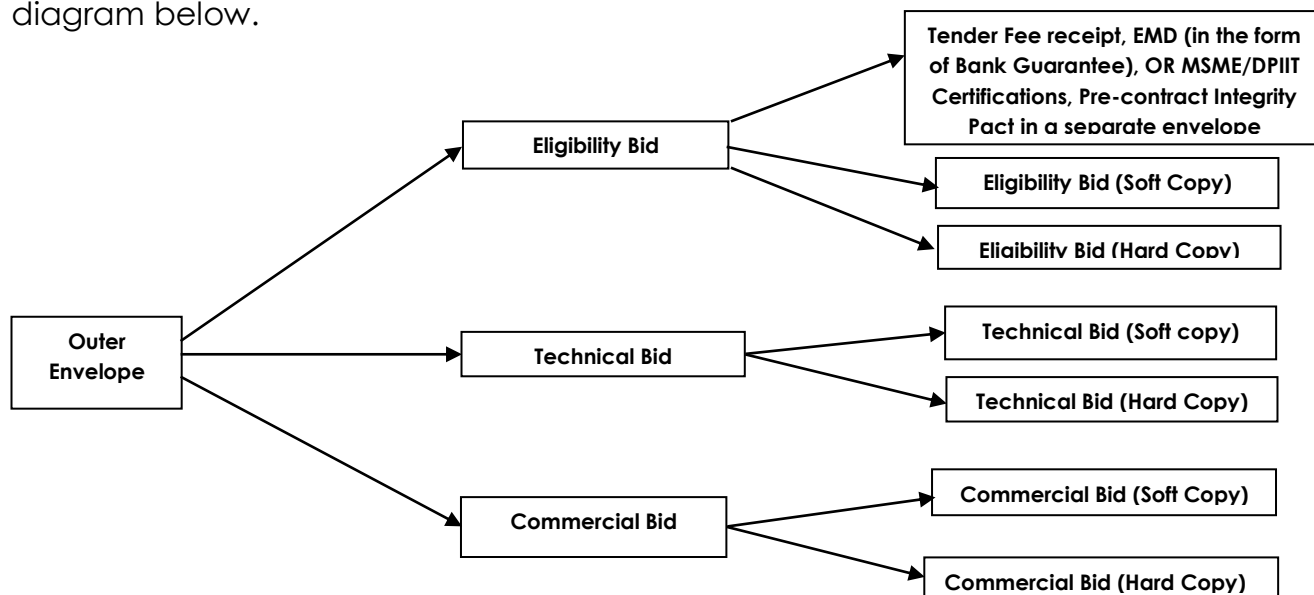 diagram below.
Tender Fee receipt, EMD (in the form
of Bank Guarantee), OR MSME/DPIIT
Certifications, Pre-contract Integrity
Pact in a separate envelope
Eligibility Bid
Eligibility Bid (Soft Copy)
Eligibility Bid (Hard Copy)
Outer
Envelope
Technical Bid
Technical Bid (Soft copy)
Technical Bid (Hard Copy)
Commercial Bid
Commercial Bid (Soft Copy)
Commercial Bid (Hard Copy)